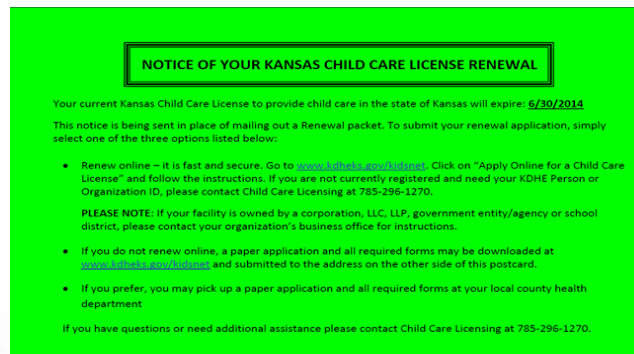 NOTICE OF YOUR KANSAS CHILD CARE LICENSE RENEWAL
Your current Kansas Child Care License to provide child care in the state of Kansas will expire: 6/30/2014
This notice is being sent in place of mailing out a Renewal packet. To submit your renewal application, simply
select one of the three options listed below:
• Renew online – it is fast and secure. Go to www.kdheks.gov/kidsnet. Click on “Apply Online for a Child Care
License” and follow the instructions. If you are not currently registered and need your KDHE Person or
Organization ID, please contact Child Care Licensing at 785-296-1270.
PLEASE NOTE: If your facility is owned by a corporation, LLC, LLP, government entity/agency or school
district, please contact your organization’s business office for instructions.
• If you do not renew online, a paper application and all required forms may be downloaded at
www.kdheks.gov/kidsnet and submitted to the address on the other side of this postcard.
• If you prefer, you may pick up a paper application and all required forms at your local county health
department
If you have questions or need additional assistance please contact Child Care Licensing at 785-296-1270.